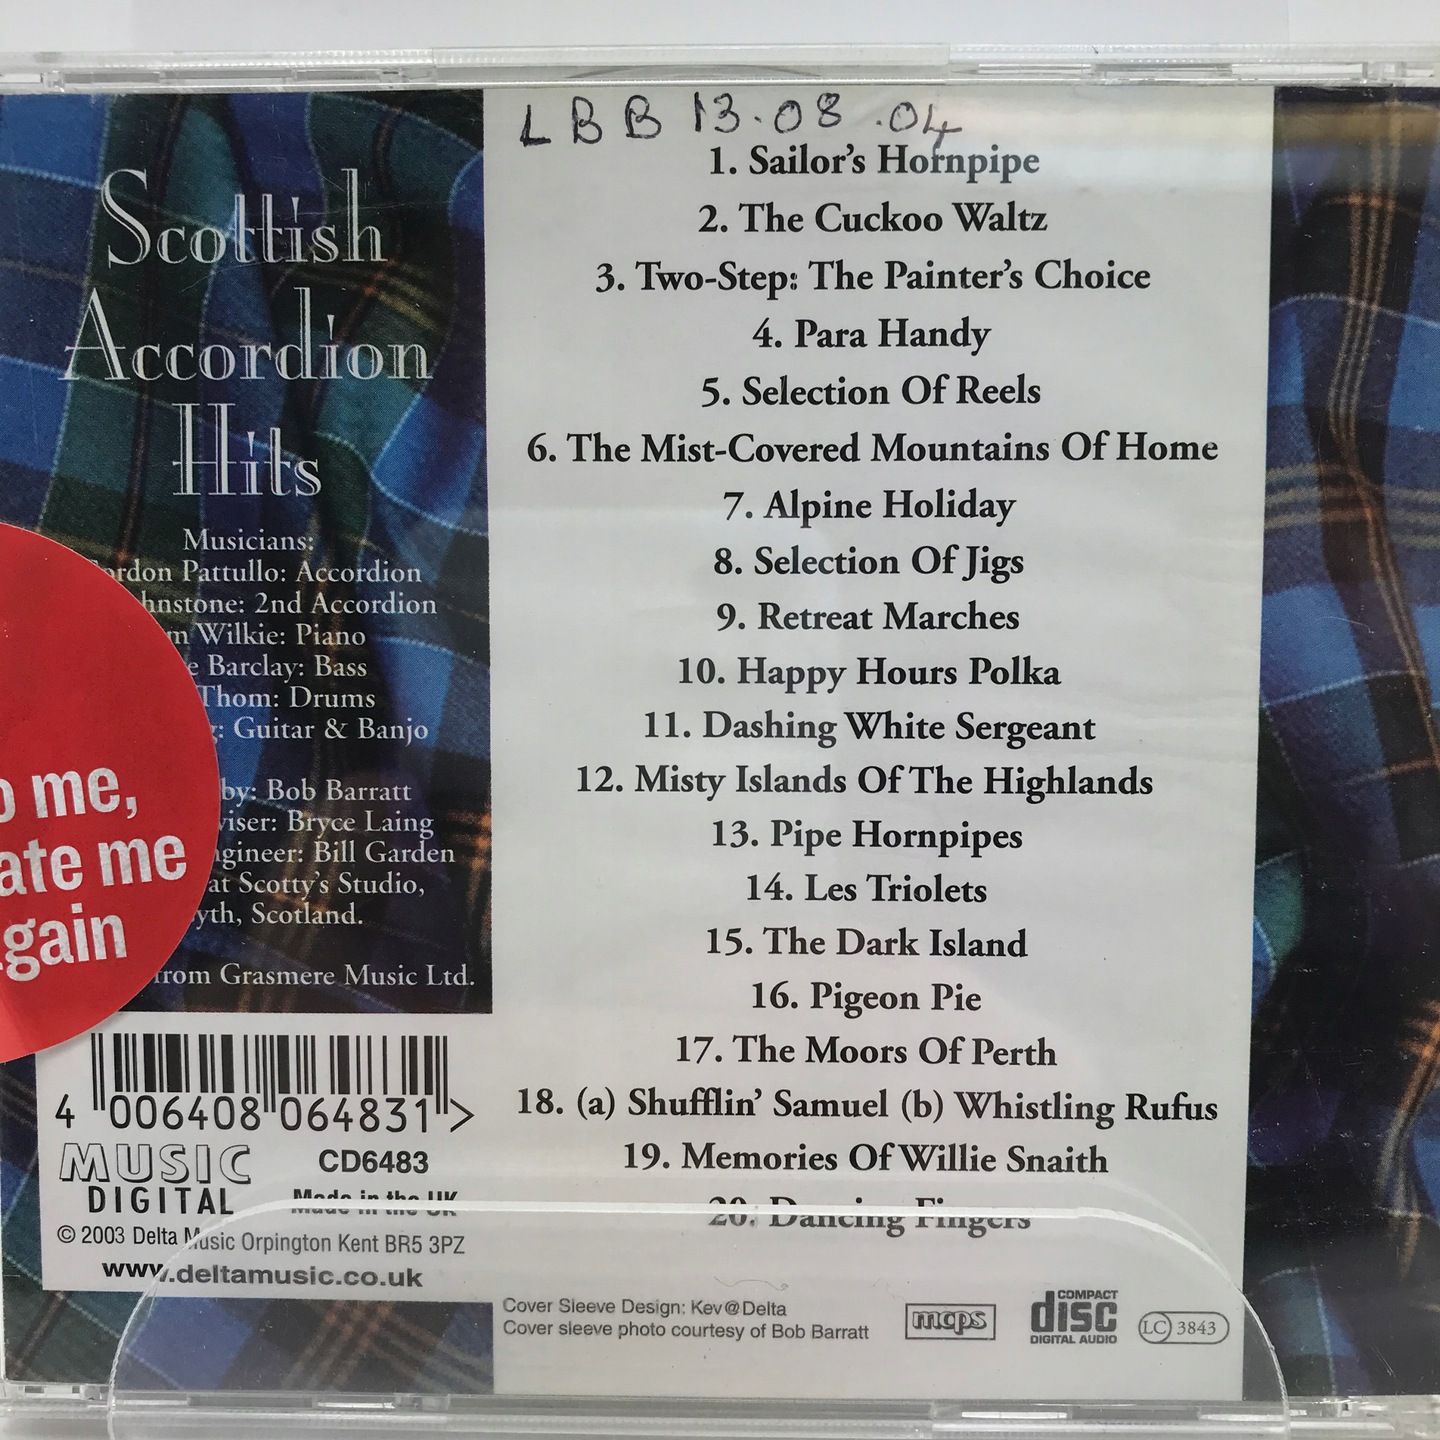 LBB 13.08.04
Scottish
Accordion
Hits
Musicians:
Gordon Pattullo: Accordion
hnstone: 2nd Accordion
m Wilkie: Piano
e Barclay: Bass
Thom: Drums
g: Guitar & Banjo
by: Bob Barratt
viser: Bryce Laing
gineer: Bill Garden
at Scotty's Studio,
yth, Scotland.
from Grasmere Music Ltd.
o me,
ate me
gain
4 006408 064831 >
MUSIC
DIGITAL
CD6483
Made in the UK
© 2003 Delta Music Orpington Kent BR5 3PZ
www.deltamusic.co.uk
1. Sailor's Hornpipe
2. The Cuckoo Waltz
3. Two-Step: The Painter's Choice
4. Para Handy
5. Selection Of Reels
6. The Mist-Covered Mountains Of Home
7. Alpine Holiday
8. Selection Of Jigs
9. Retreat Marches
10. Happy Hours Polka
11. Dashing White Sergeant
12. Misty Islands Of The Highlands
13. Pipe Hornpipes
14. Les Triolets
15. The Dark Island
16. Pigeon Pie
17. The Moors Of Perth
18. (a) Shufflin' Samuel (b) Whistling Rufus
19. Memories Of Willie Snaith
20. Dancing Fingers
Cover Sleeve Design: Kev@Delta
Cover sleeve photo courtesy of Bob Barratt
mcps
COMPACT
disc
DIGITAL AUDIO
LC 3843